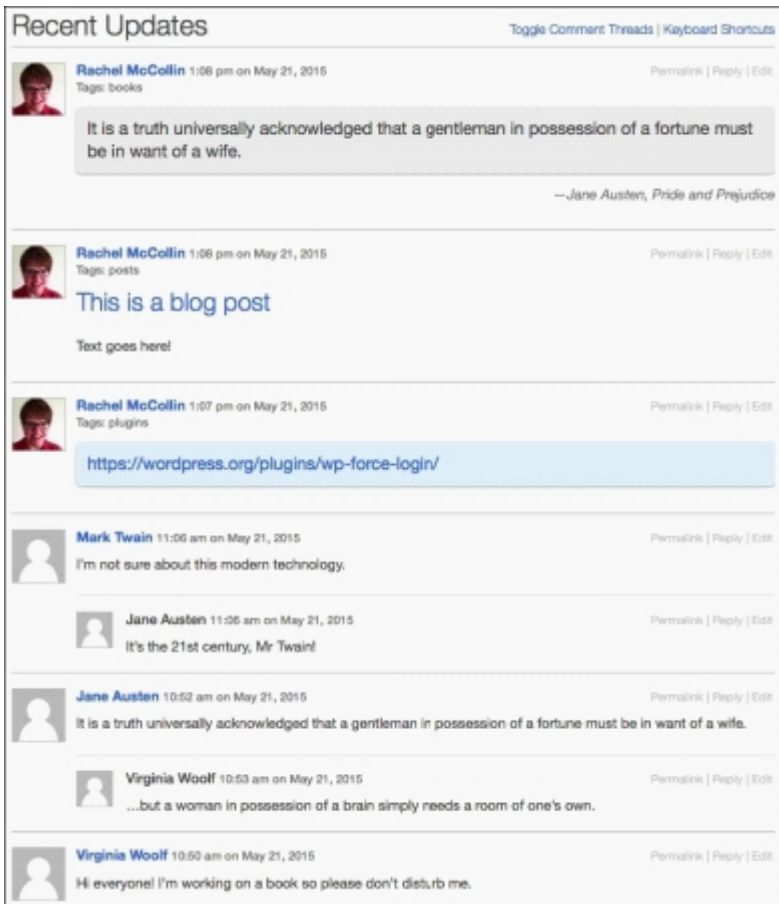 Recent Updates
Toggle Comment Threads | Keyboard Shortcuts
Rachel McCollin 1:08 pm on May 21, 2015
Permalink | Reply | Edit
Tags: books
It is a truth universally acknowledged that a gentleman in possession of a fortune must
be in want of a wife.
—Jane Austen, Pride and Prejudice
Rachel McCollin 1:08 pm on May 21, 2015
Permalink | Reply | Edit
Tags: posts
This is a blog post
Text goes here!
Rachel McCollin 1:07 pm on May 21, 2015
Permalink | Reply | Edit
Tags: plugins
https://wordpress.org/plugins/wp-force-login/
Mark Twain 11:06 am on May 21, 2015
Permalink | Reply | Edit
I'm not sure about this modern technology.
Jane Austen 11:06 am on May 21, 2015
Permalink | Reply | Edit
It's the 21st century, Mr Twain!
Jane Austen 10:52 am on May 21, 2015
Permalink | Reply | Edit
It is a truth universally acknowledged that a gentleman in possession of a fortune must be in want of a wife.
Virginia Woolf 10:53 am on May 21, 2015
Permalink | Reply | Edit
...but a woman in possession of a brain simply needs a room of one's own.
Virginia Woolf 10:50 am on May 21, 2015
Permalink | Reply | Edit
Hi everyone! I'm working on a book so please don't disturb me.